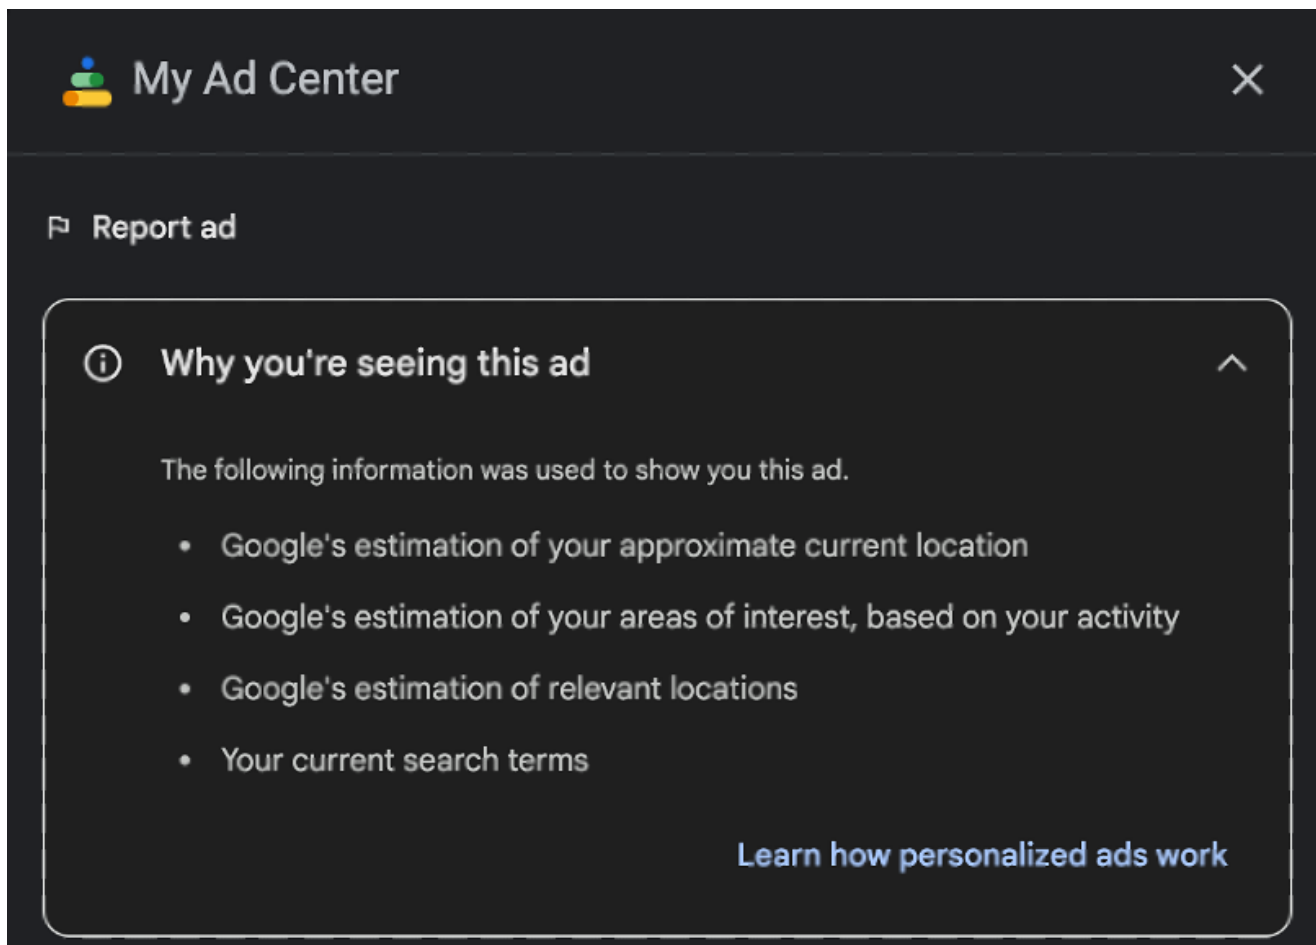 My Ad Center
Report ad
Why you're seeing this ad
The following information was used to show you this ad.
• Google's estimation of your approximate current location
• Google's estimation of your areas of interest, based on your activity
• Google's estimation of relevant locations
• Your current search terms
Learn how personalized ads work